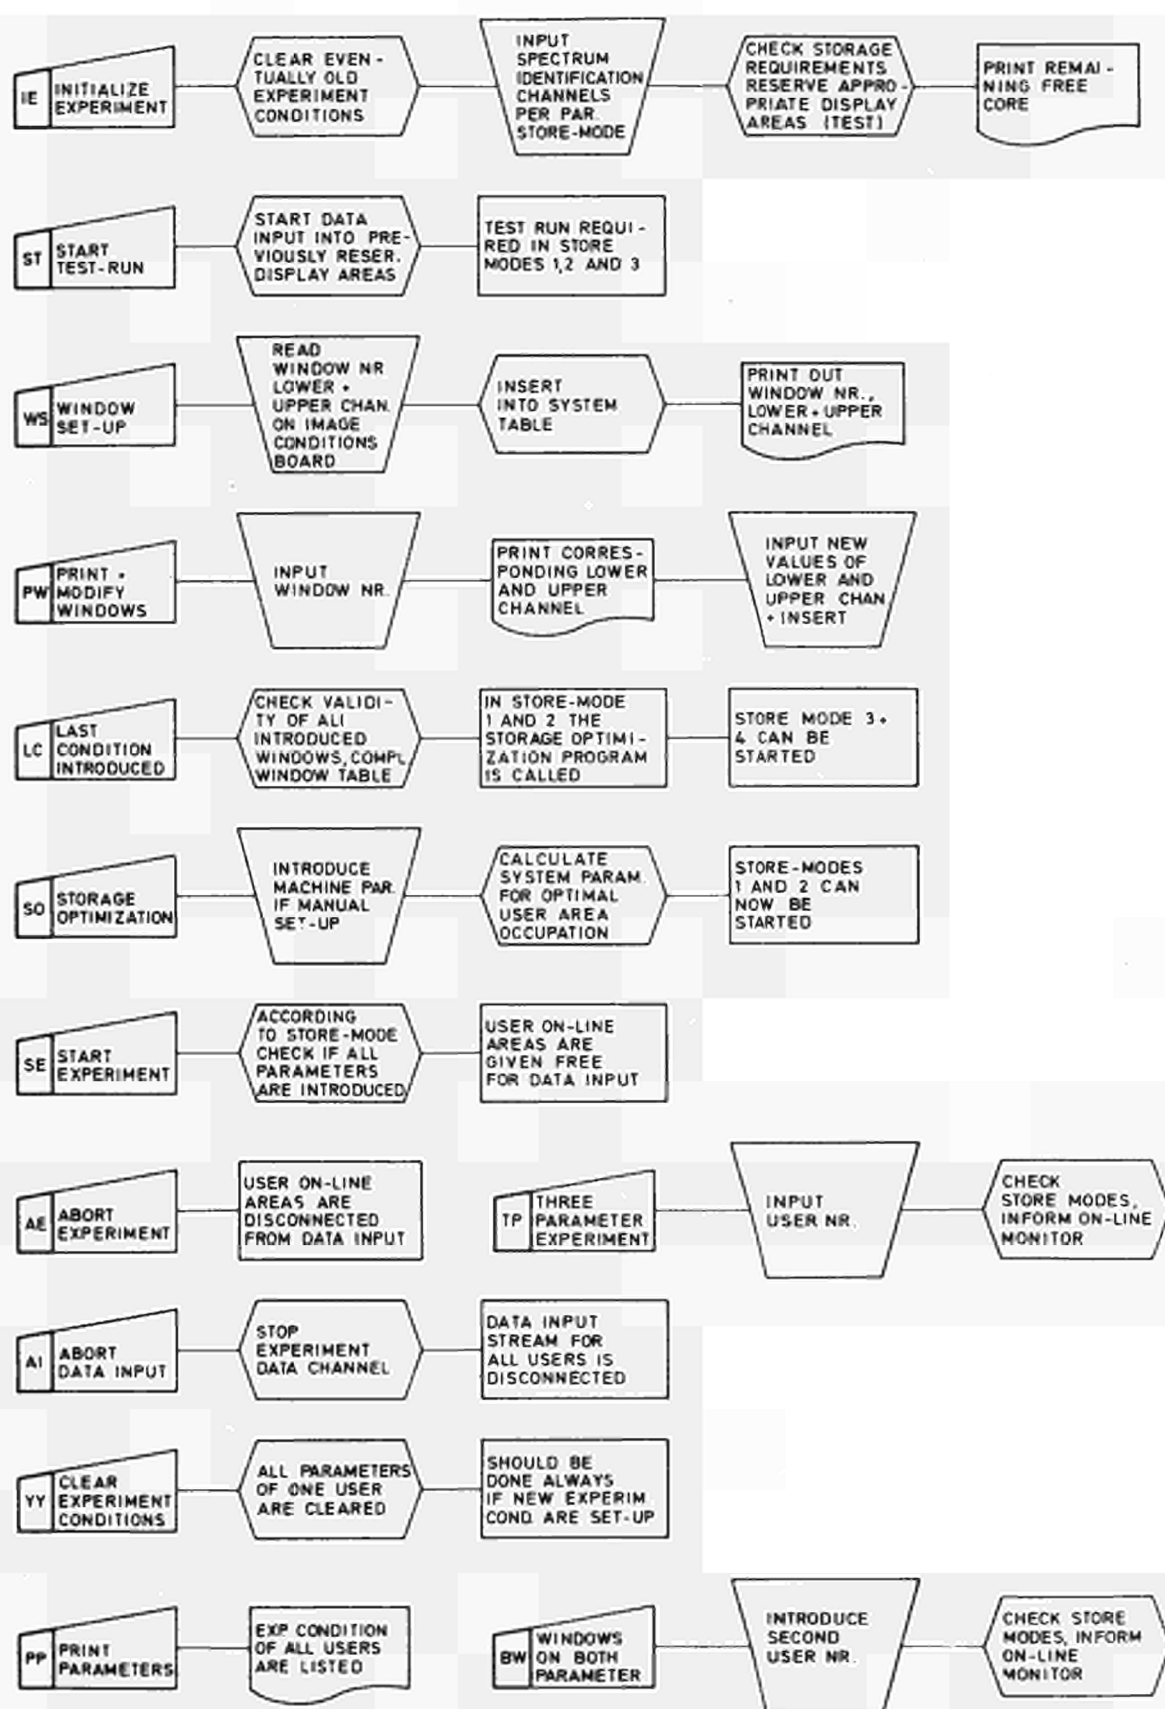 IE
INITIALIZE
EXPERIMENT
CLEAR EVEN -
TUALLY OLD
EXPERIMENT
CONDITIONS
INPUT
SPECTRUM
IDENTIFICATION
CHANNELS
PER PAR.
STORE-MODE
CHECK STORAGE
REQUIREMENTS
RESERVE APPRO -
PRIATE DISPLAY
AREAS (TEST)
PRINT REMAI -
NING FREE
CORE
ST
START
TEST-RUN
START DATA
INPUT INTO PRE-
VIOUSLY RESER.
DISPLAY AREAS
TEST RUN REQUI -
RED IN STORE
MODES 1,2 AND 3
WS
WINDOW
SET-UP
READ
WINDOW NR
LOWER +
UPPER CHAN.
ON IMAGE
CONDITIONS
BOARD
INSERT
INTO SYSTEM
TABLE
PRINT OUT
WINDOW NR.,
LOWER + UPPER
CHANNEL
PW
PRINT +
MODIFY
WINDOWS
INPUT
WINDOW NR.
PRINT CORRES-
PONDING LOWER
AND UPPER
CHANNEL
INPUT NEW
VALUES OF
LOWER AND
UPPER CHAN
+ INSERT
LC
LAST
CONDITION
INTRODUCED
CHECK VALIDI-
TY OF ALL
INTRODUCED
WINDOWS, COMPL
WINDOW TABLE
IN STORE-MODE
1 AND 2 THE
STORAGE OPTIMI-
ZATION PROGRAM
IS CALLED
STORE MODE 3 +
4 CAN BE
STARTED
SO
STORAGE
OPTIMIZATION
INTRODUCE
MACHINE PAR.
IF MANUAL
SET-UP
CALCULATE
SYSTEM PARAM.
FOR OPTIMAL
USER AREA
OCCUPATION
STORE-MODES
1 AND 2 CAN
NOW BE
STARTED
SE
START
EXPERIMENT
ACCORDING
TO STORE-MODE
CHECK IF ALL
PARAMETERS
ARE INTRODUCED
USER ON-LINE
AREAS ARE
GIVEN FREE
FOR DATA INPUT
AE
ABORT
EXPERIMENT
USER ON-LINE
AREAS ARE
DISCONNECTED
FROM DATA INPUT
TP
THREE
PARAMETER
EXPERIMENT
INPUT
USER NR.
CHECK
STORE MODES,
INFORM ON-LINE
MONITOR
AI
ABORT
DATA INPUT
STOP
EXPERIMENT
DATA CHANNEL
DATA INPUT
STREAM FOR
ALL USERS IS
DISCONNECTED
YY
CLEAR
EXPERIMENT
CONDITIONS
ALL PARAMETERS
OF ONE USER
ARE CLEARED
SHOULD BE
DONE ALWAYS
IF NEW EXPERIM
COND. ARE SET-UP
PP
PRINT
PARAMETERS
EXP. CONDITION
OF ALL USERS
ARE LISTED
BW
WINDOWS
ON BOTH
PARAMETER
INTRODUCE
SECOND
USER NR.
CHECK STORE
MODES, INFORM
ON-LINE
MONITOR